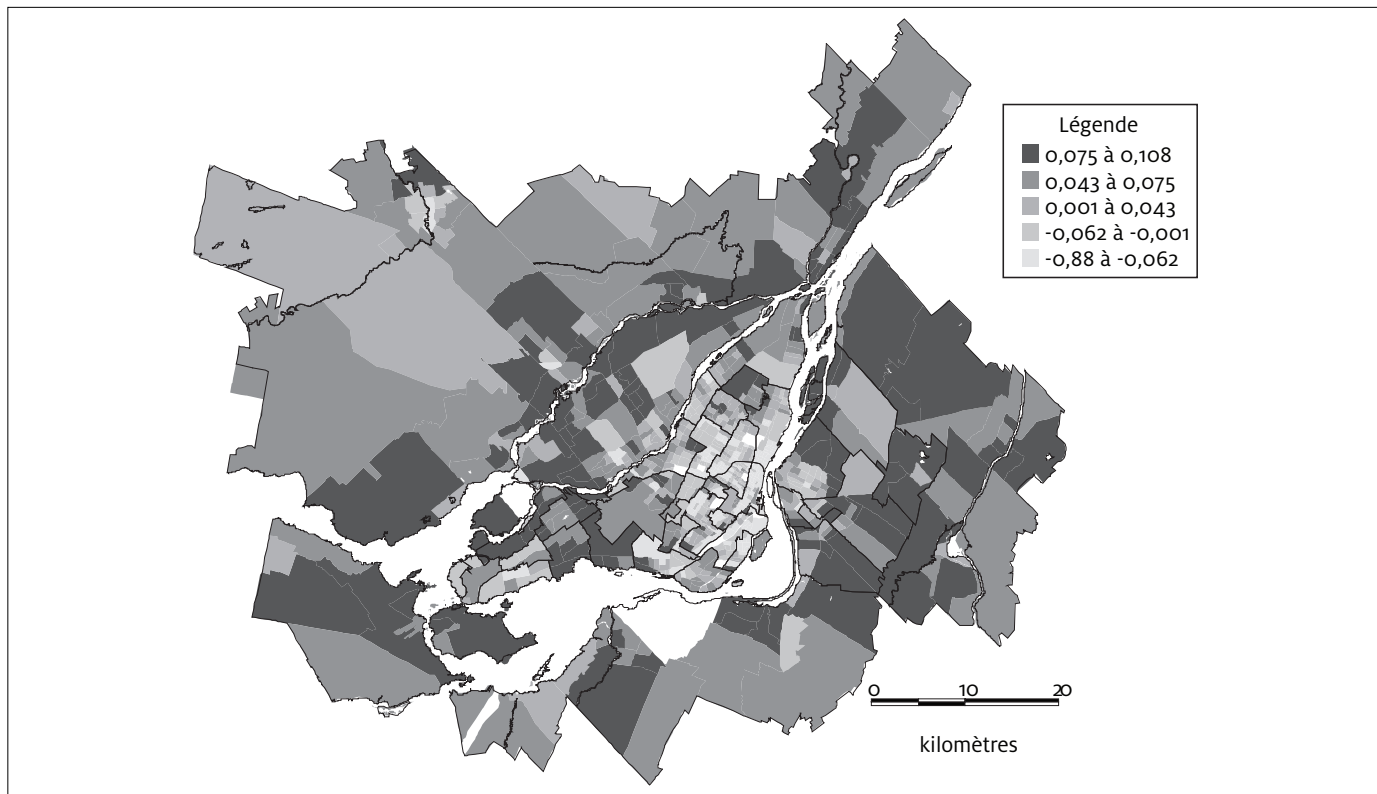 Légende
0,075 à 0,108
0,043 à 0,075
0,001 à 0,043
-0,062 à -0,001
-0,88 à -0,062
0 10 20
kilomètres